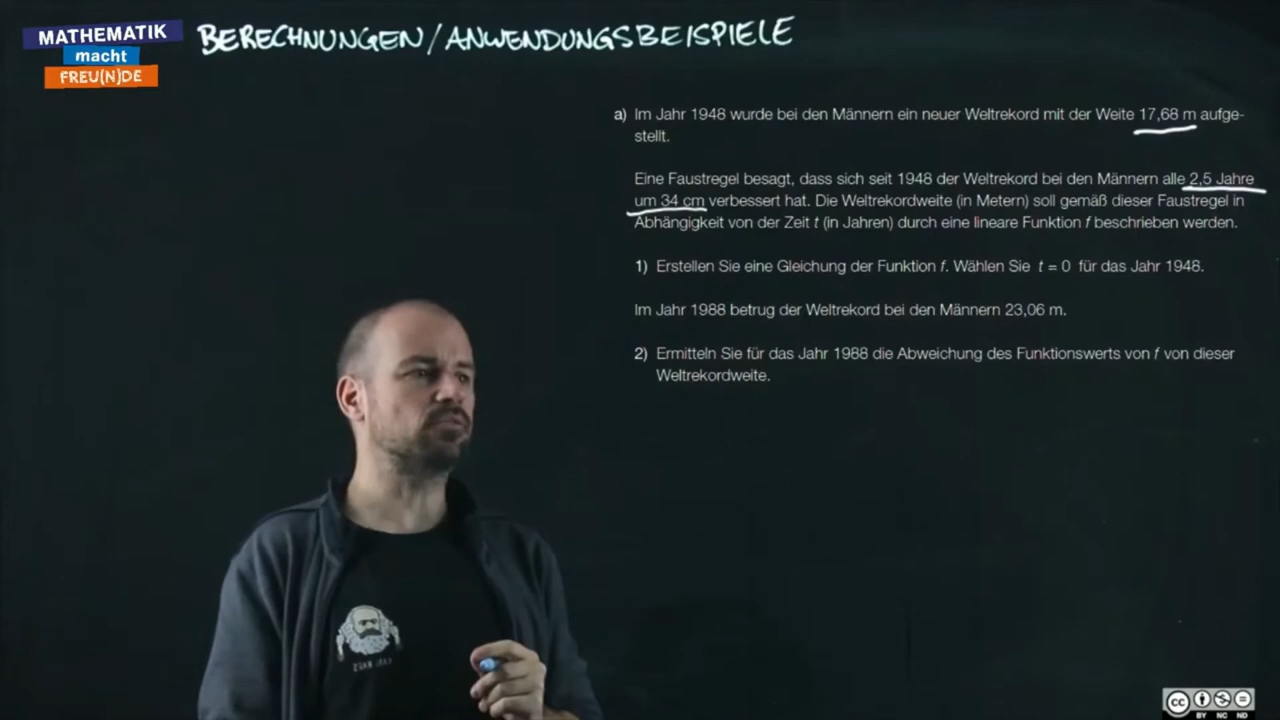 MATHEMATIK
macht
FREU(N)DE
BERECHNUNGEN/ANWENDUNGSBEISPIELE
a) Im Jahr 1948 wurde bei den Männern ein neuer Weltrekord mit der Weite 17,68 m aufge-
stellt.
Eine Faustregel besagt, dass sich seit 1948 der Weltrekord bei den Männern alle 2,5 Jahre
um 34 cm verbessert hat. Die Weltrekordweite (in Metern) soll gemäß dieser Faustregel in
Abhängigkeit von der Zeit t (in Jahren) durch eine lineare Funktion f beschrieben werden.
1) Erstellen Sie eine Gleichung der Funktion f. Wählen Sie t = 0 für das Jahr 1948.
Im Jahr 1988 betrug der Weltrekord bei den Männern 23,06 m.
2) Ermitteln Sie für das Jahr 1988 die Abweichung des Funktionswerts von f von dieser
Weltrekordweite.
cc
BY NC ND